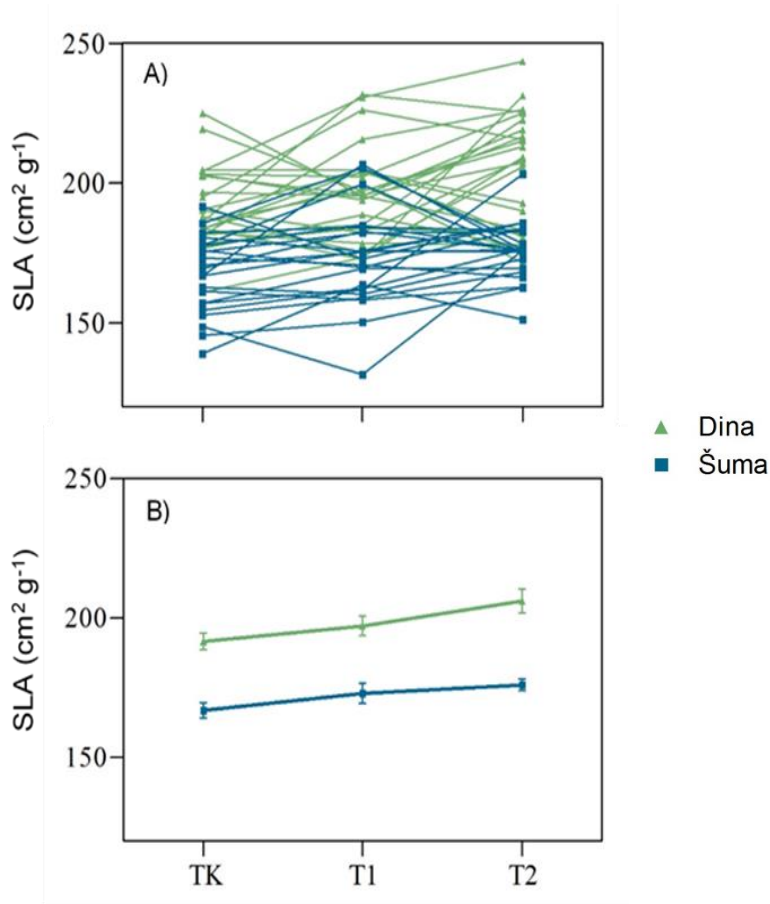 250
A)
200
150
SLA (cm² g⁻¹)
Dina
Šuma
250
B)
200
150
SLA (cm² g⁻¹)
TK T1 T2